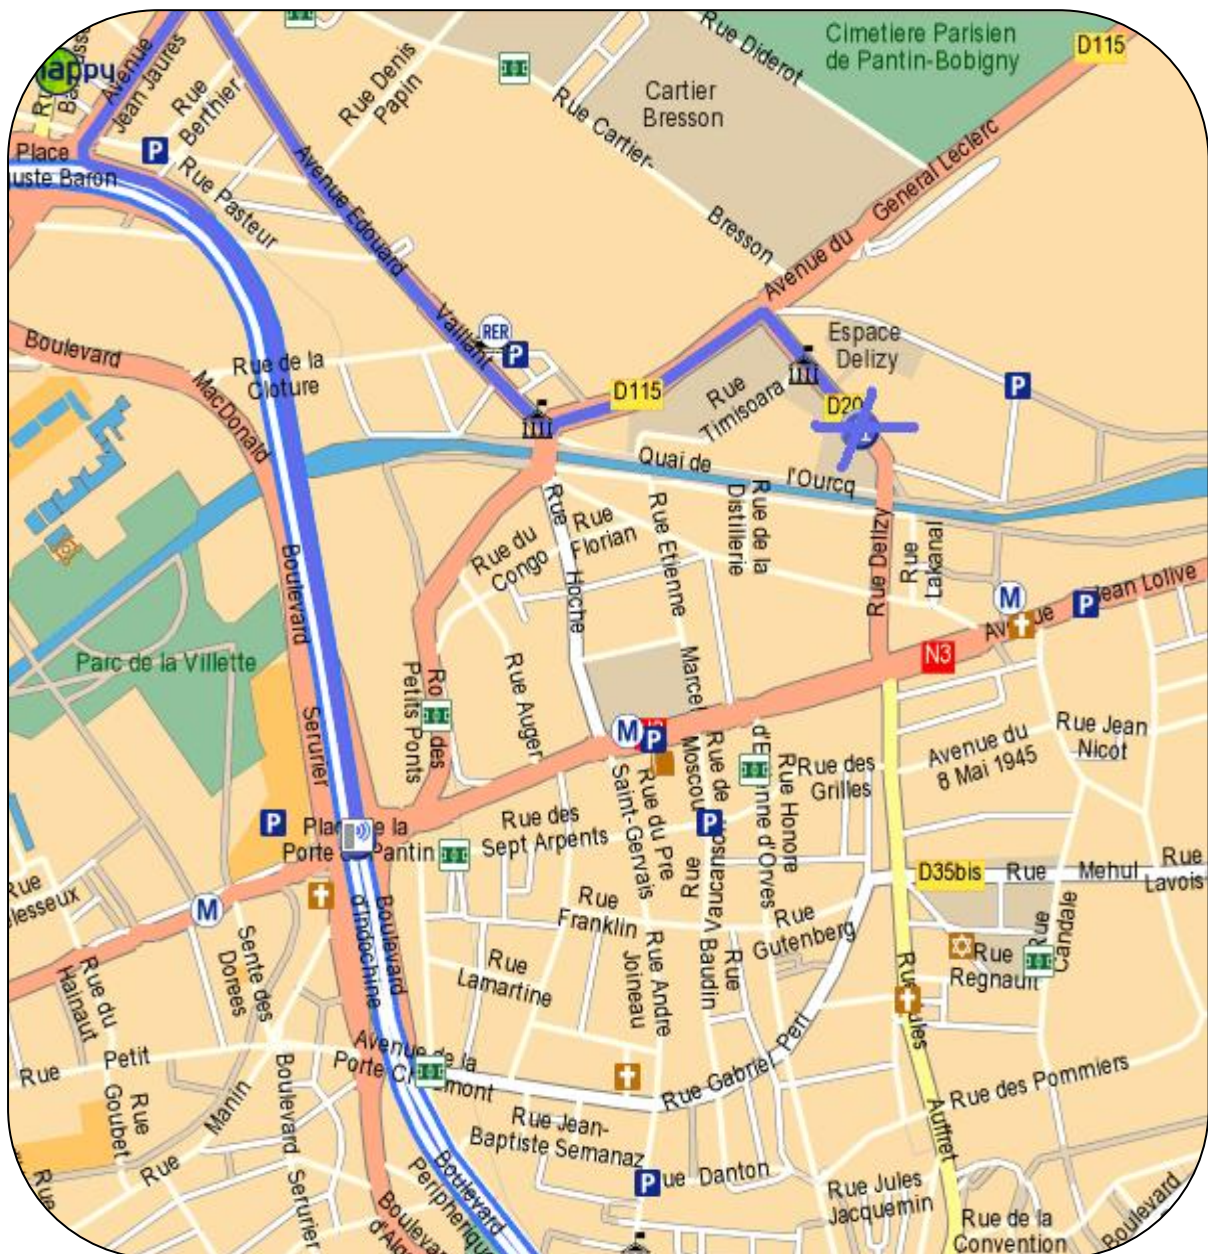 Rue Diderot
Cimetiere Parisien
de Pantin-Bobigny
D115
happy
Avenue
Jean Jaures
Rue
Berthier
Rue Denis
Papin
Cartier
Bresson
Rue Cartier-
Bresson
P
Place
Rue Pasteur
Avenue Edouard
Vaillant
Avenue du
General Leclerc
RER
P
Espace
Delizy
Boulevard
MacDonald
Rue de la
Cloture
D115
Rue
Timisoara
D20
P
Quai de
l'Ourcq
Rue
Hoche
Rue du
Congo
Rue
Florian
Rue Etienne
Marcel
Rue de la
Distillerie
Rue Delizy
Rue
Lakanal
M
P
Avenue
Jean Lolive
Boulevard
Serurier
Parc de la Villette
N3
Petits Ponts
des
Rue Auger
M
P
Rue Jean
Nicot
Avenue du
8 Mai 1945
Rue des
Grilles
Rue Honore
d'Estienne d'Orves
Rue de
Moscou
Rue
Vaucanson
P
Rue du Pre
Saint-Gervais
Rue des
Sept Arpents
P
Place de la
Porte de Pantin
D35bis
Rue
Mehul
Rue
Lavois
Rue
M
Boulevard
d'Indochine
Rue
Franklin
Rue
Gutenberg
Rue
Candale
Rue
Regnault
Sente des
Dorees
Rue du
Hainaut
Rue
Lamartine
Rue Andre
Joineau
Rue
Baudin
Rue Jules
Auffret
Avenue de la
Porte Chaumont
Rue
Petit
Rue Gabriel Peri
Rue des Pommiers
Rue
Goubet
Rue
Manin
Boulevard
Serurier
Rue Jean-
Baptiste Semanaz
P
Rue Danton
Boulevard
Peripherique
Boulevard
Rue Jules
Jacquemin
Rue de la
Convention
Boulevard
Rue